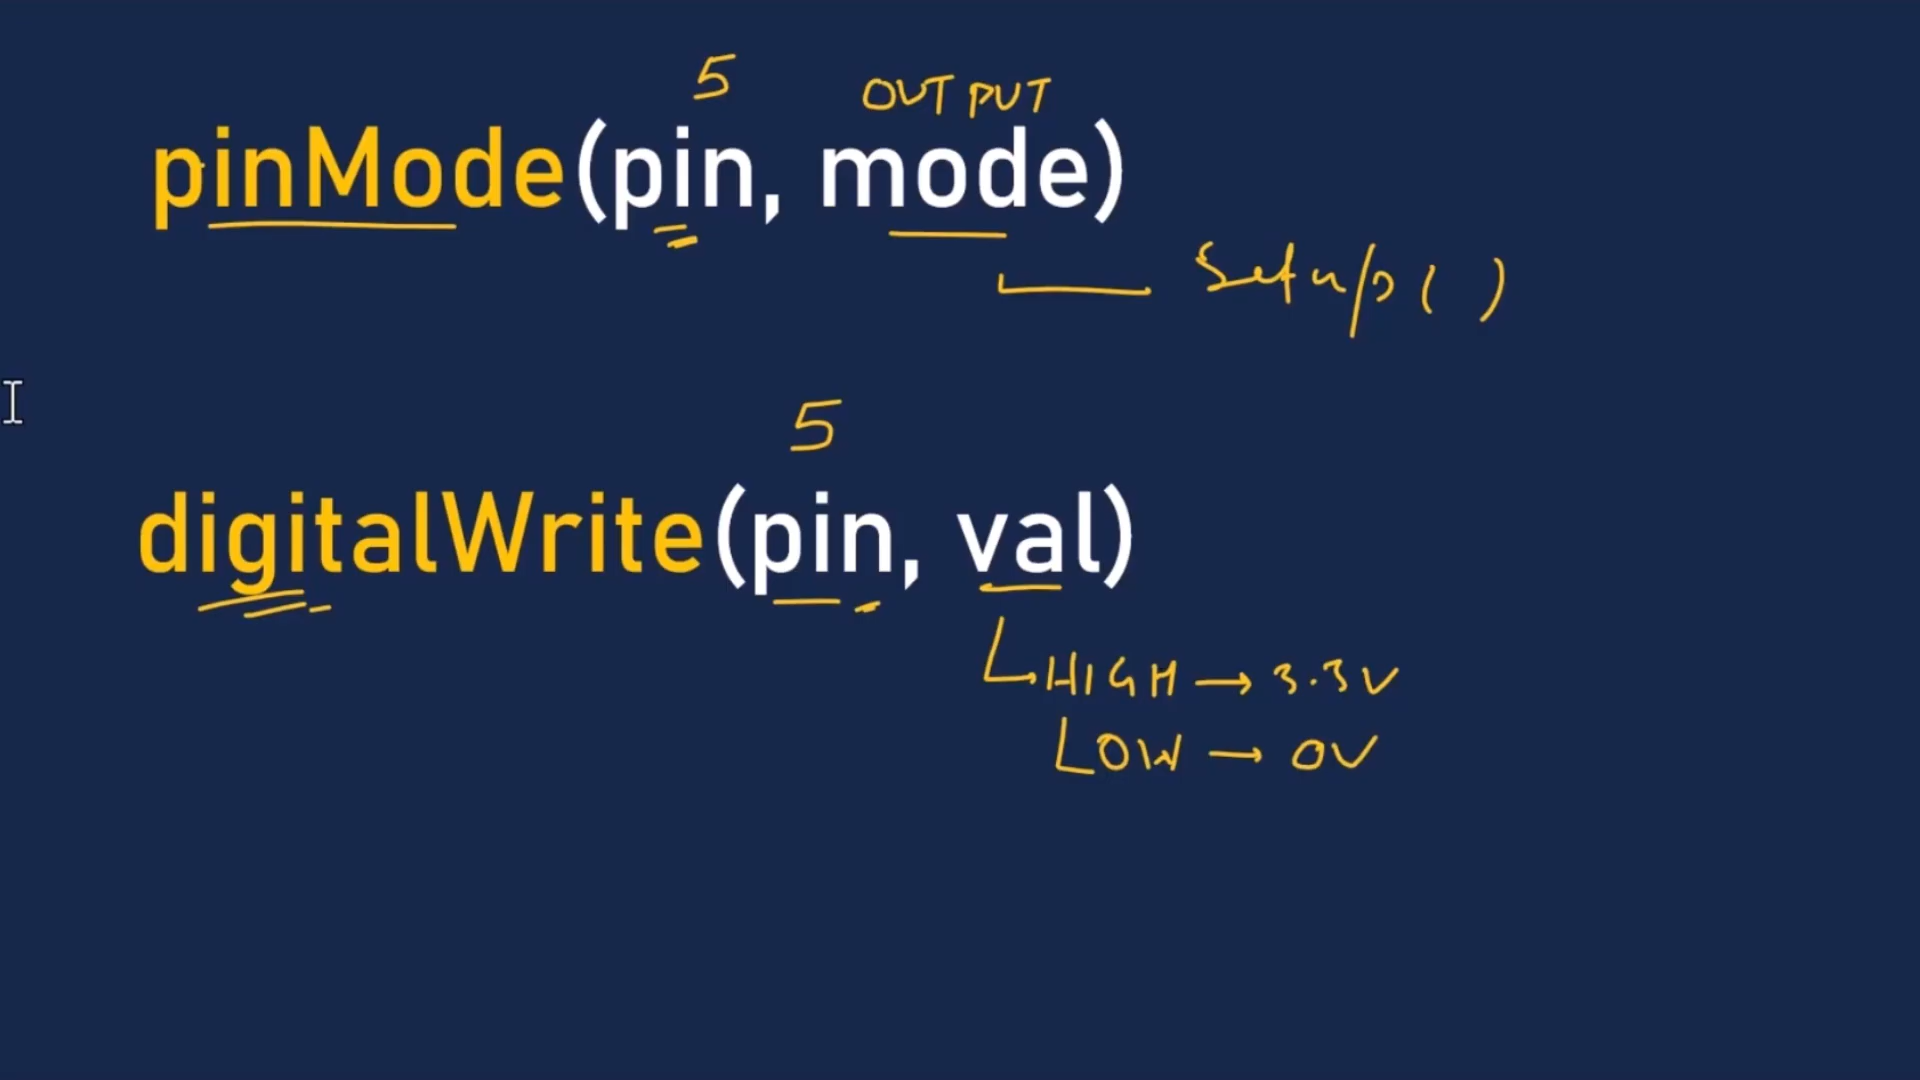 5 OUTPUT
pinMode(pin, mode)
Setup( )
5
digitalWrite(pin, val)
HIGH → 3.3V
LOW → 0V